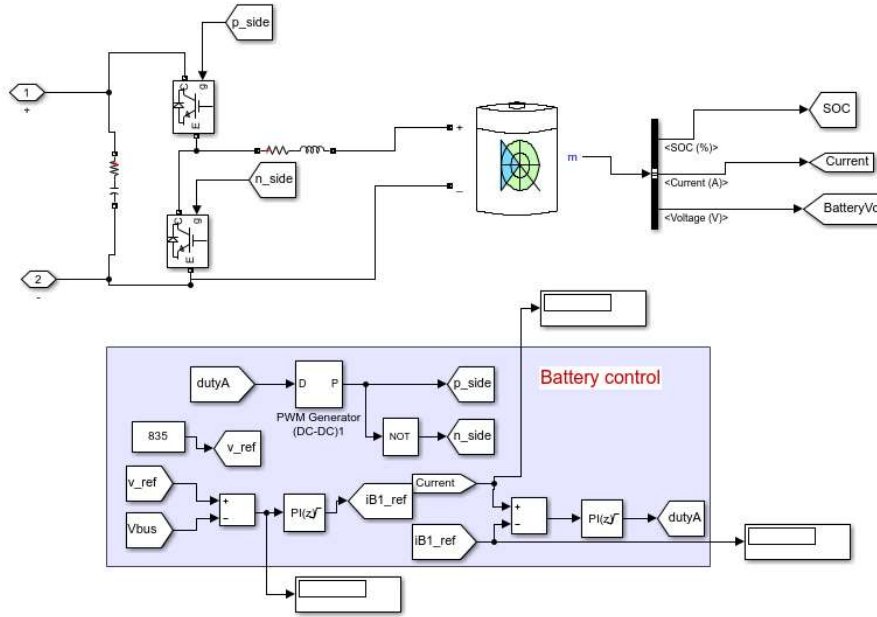 p_side
C
g
E
1
+
SOC
+
<SOC (%)>
m
Current
n_side
<Current (A)>
C
g
E
_
BatteryVo
<Voltage (V)>
2
-
Battery control
dutyA
D
P
p_side
PWM Generator
(DC-DC)1
NOT
n_side
835
v_ref
v_ref
+
−
PI(z)
iB1_ref
Current
+
−
PI(z)
dutyA
Vbus
iB1_ref